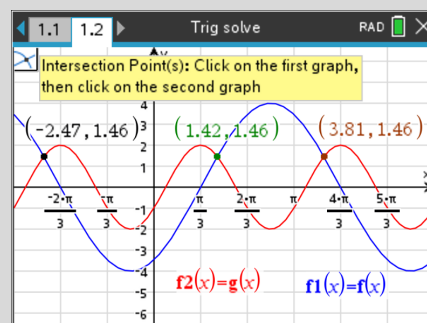 1.1 1.2 Trig solve RAD
Intersection Point(s): Click on the first graph,
then click on the second graph
y
4
(-2.47,1.46) 3 (1.42,1.46) (3.81,1.46)
2
1
x
-2·π/3 -π/3 π/3 2·π/3 π 4·π/3 5·π/3
-1
-2
-3
-4
f2(x)=g(x) f1(x)=f(x)
-5
-6